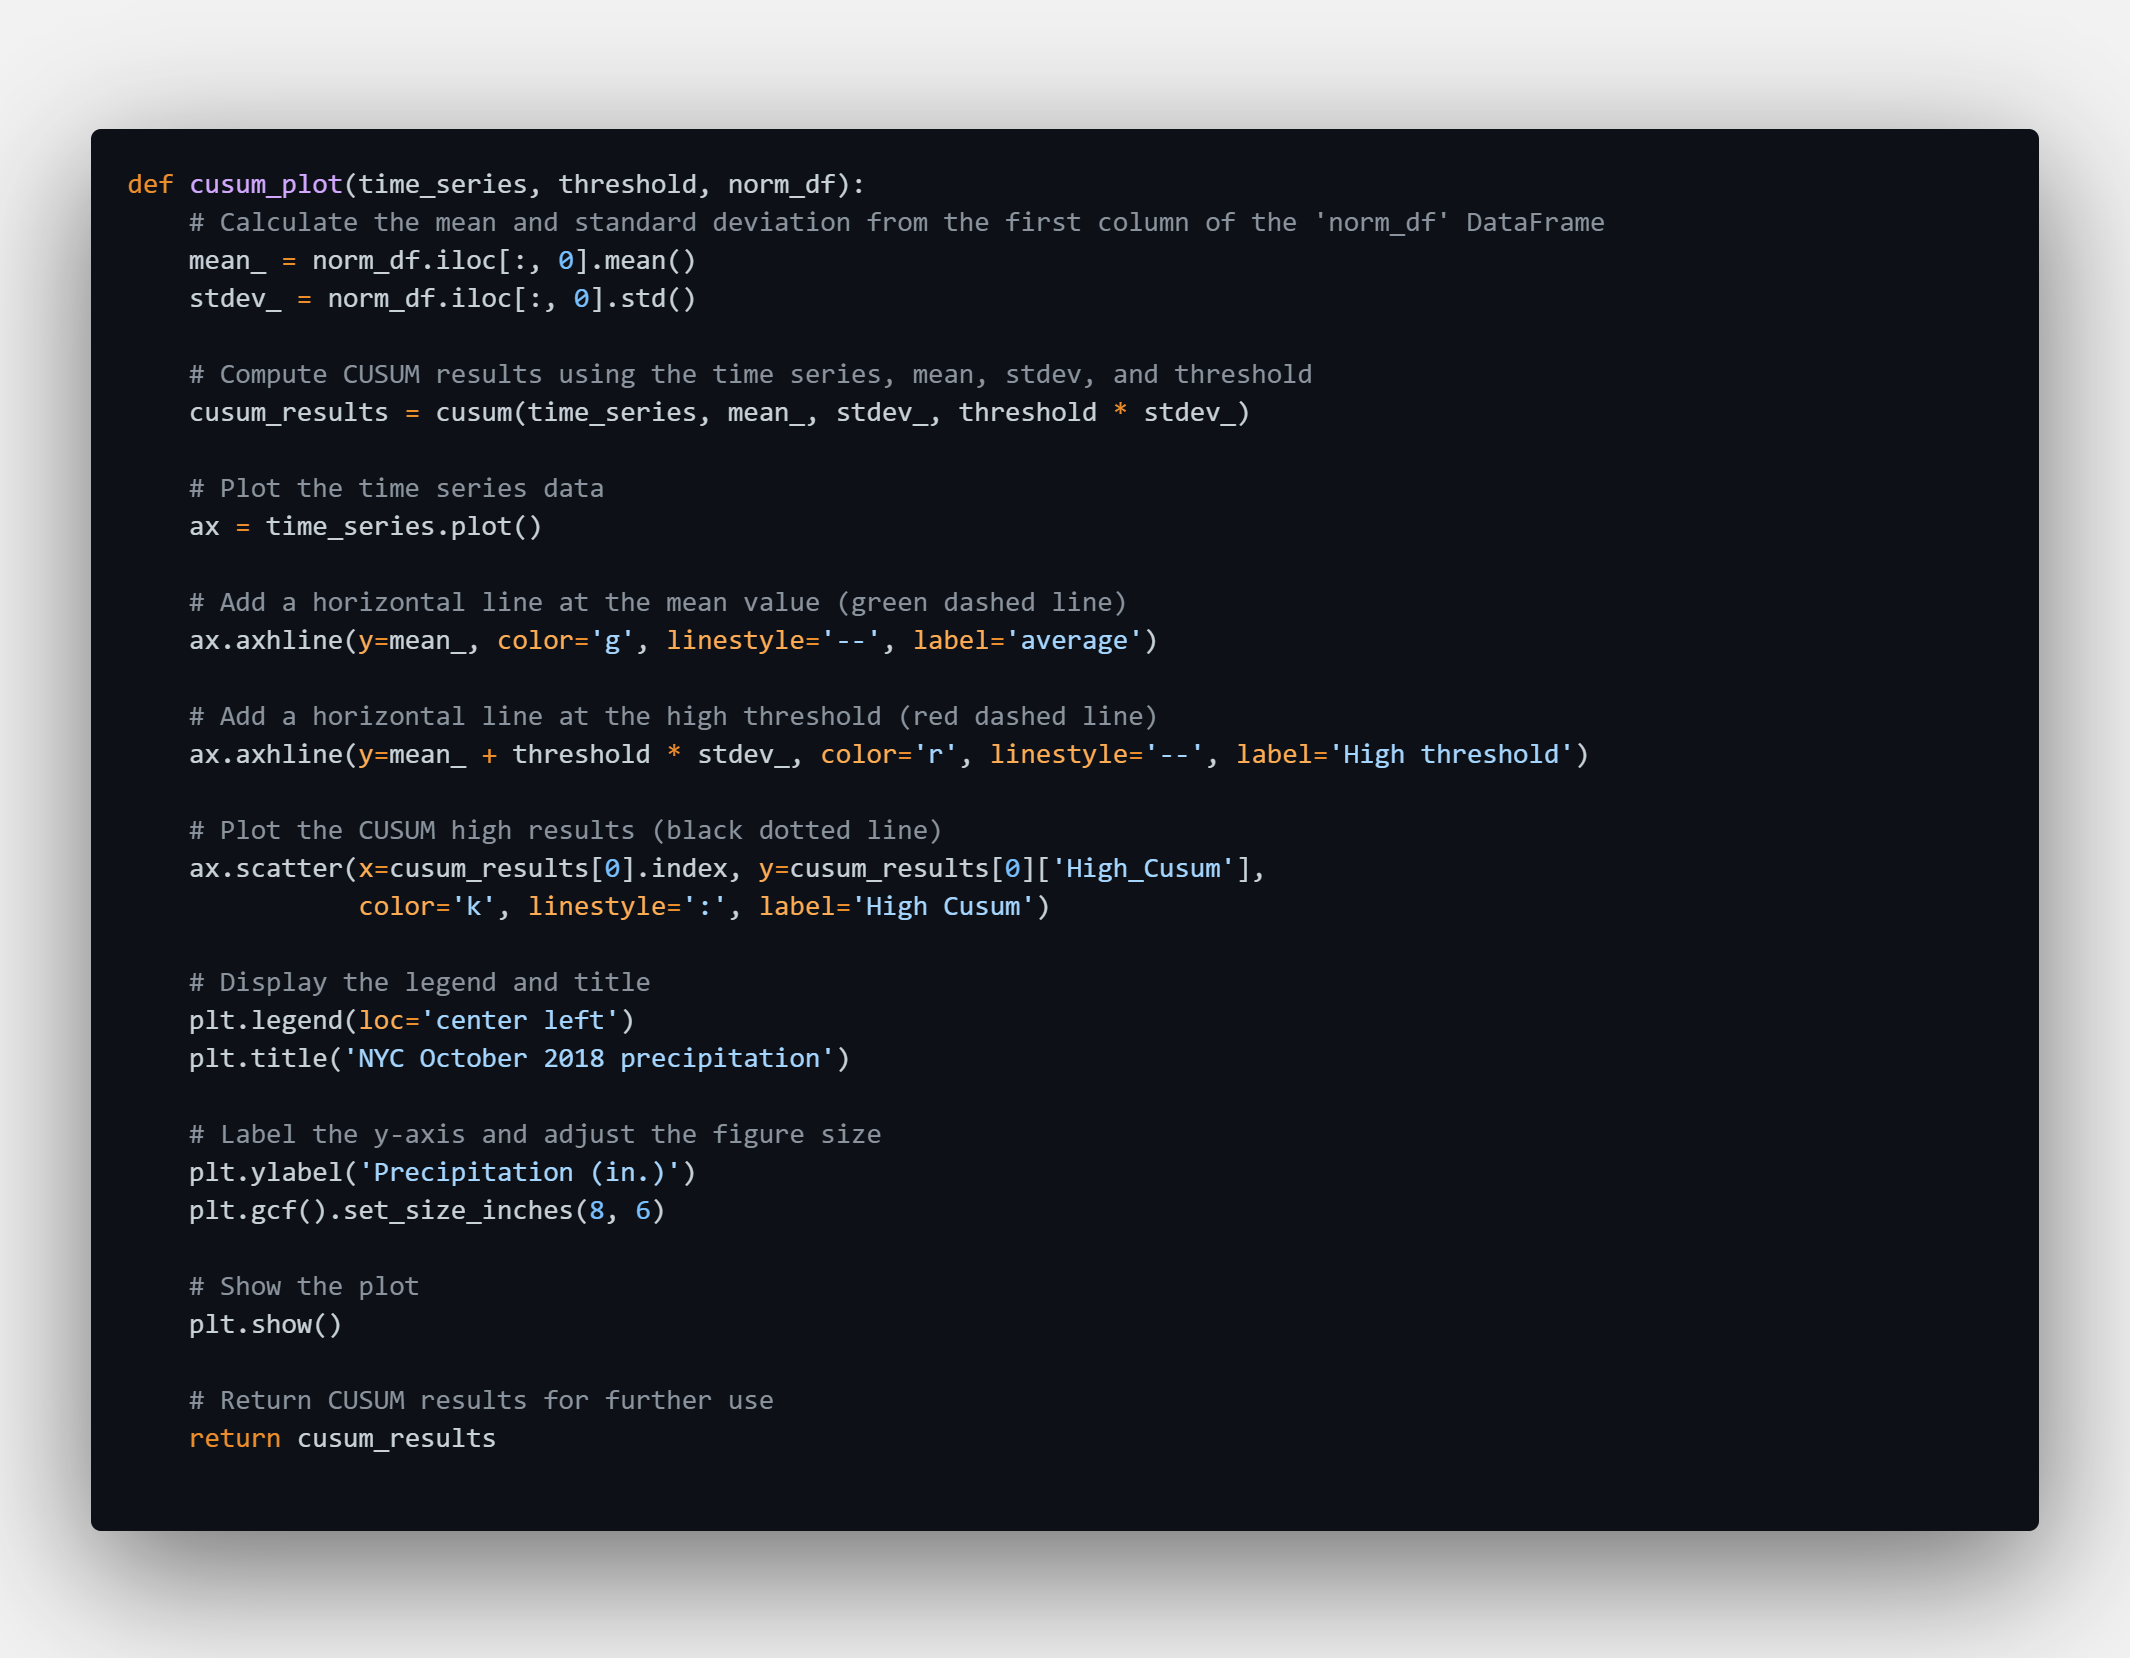 def cusum_plot(time_series, threshold, norm_df):
    # Calculate the mean and standard deviation from the first column of the 'norm_df' DataFrame
    mean_ = norm_df.iloc[:, 0].mean()
    stdev_ = norm_df.iloc[:, 0].std()

    # Compute CUSUM results using the time series, mean, stdev, and threshold
    cusum_results = cusum(time_series, mean_, stdev_, threshold * stdev_)

    # Plot the time series data
    ax = time_series.plot()

    # Add a horizontal line at the mean value (green dashed line)
    ax.axhline(y=mean_, color='g', linestyle='--', label='average')

    # Add a horizontal line at the high threshold (red dashed line)
    ax.axhline(y=mean_ + threshold * stdev_, color='r', linestyle='--', label='High threshold')

    # Plot the CUSUM high results (black dotted line)
    ax.scatter(x=cusum_results[0].index, y=cusum_results[0]['High_Cusum'],
               color='k', linestyle=':', label='High Cusum')

    # Display the legend and title
    plt.legend(loc='center left')
    plt.title('NYC October 2018 precipitation')

    # Label the y-axis and adjust the figure size
    plt.ylabel('Precipitation (in.)')
    plt.gcf().set_size_inches(8, 6)

    # Show the plot
    plt.show()

    # Return CUSUM results for further use
    return cusum_results